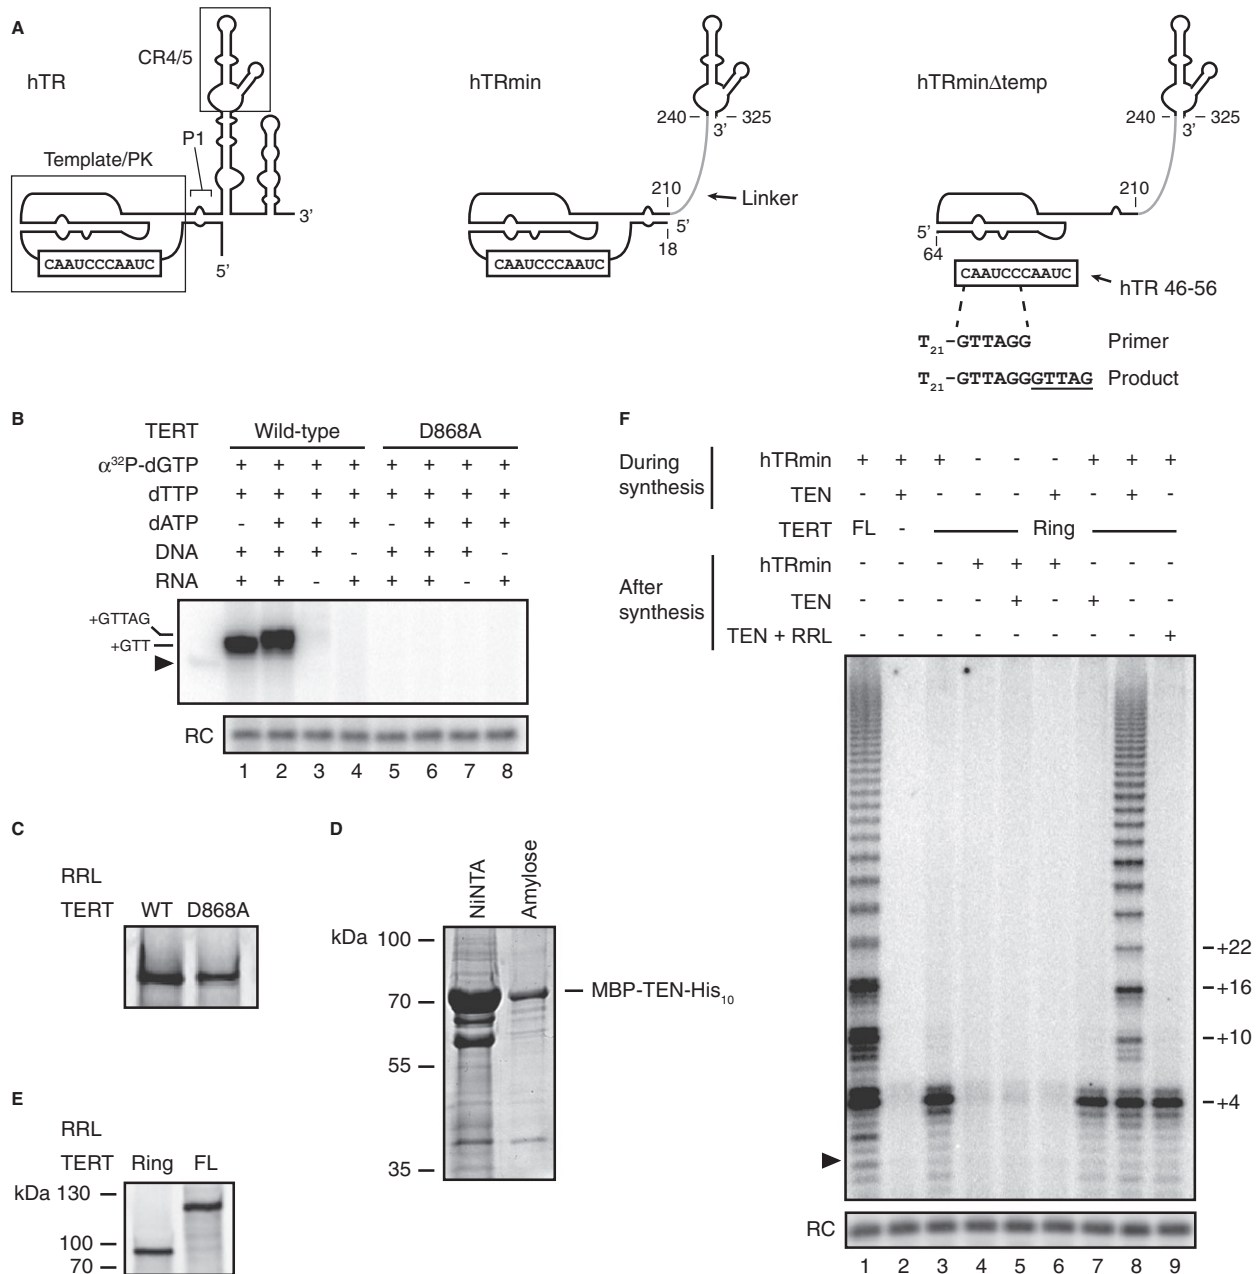 A
hTR
CR4/5
P1
Template/PK
CAAUCCCAAUC
3'
5'
hTRmin
240
325
3'
210
Linker
5'
18
CAAUCCCAAUC
hTRminΔtemp
240
325
3'
210
5'
64
CAAUCCCAAUC
hTR 46-56
T21-GTTAGG Primer
T21-GTTAGGGTTAG Product
B
TERT Wild-type D868A
α32P-dGTP + + + + + + + +
dTTP + + + + + + + +
dATP - + + + - + + +
DNA + + + - + + + -
RNA + + - + + + - +
+GTTAG
+GTT
RC
1 2 3 4 5 6 7 8
C
RRL
TERT WT D868A
D
NiNTA Amylose
kDa 100
70
55
35
MBP-TEN-His10
E
RRL
TERT Ring FL
kDa 130
100
70
F
During synthesis
hTRmin + + + - - - + + +
TEN - + - - - + - + -
TERT FL - Ring
After synthesis
hTRmin - - - + + + - - -
TEN - - - - + - + - -
TEN + RRL - - - - - - - - +
+22
+16
+10
+4
RC
1 2 3 4 5 6 7 8 9